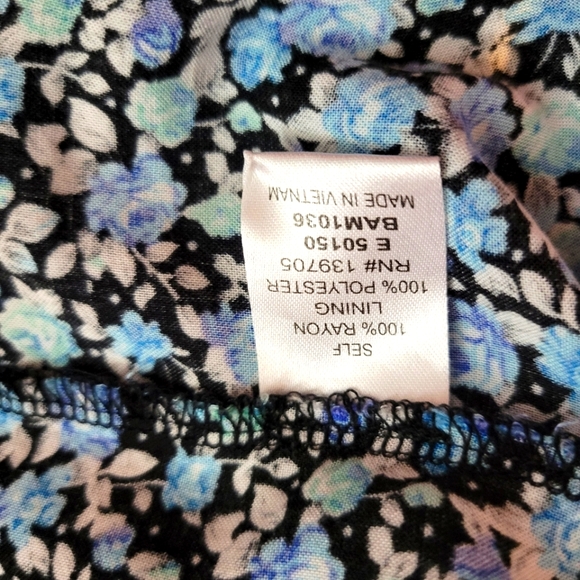 SELF
100% RAYON
LINING
100% POLYESTER
RN# 139705
E 50150
BAM1036
MADE IN VIETNAM